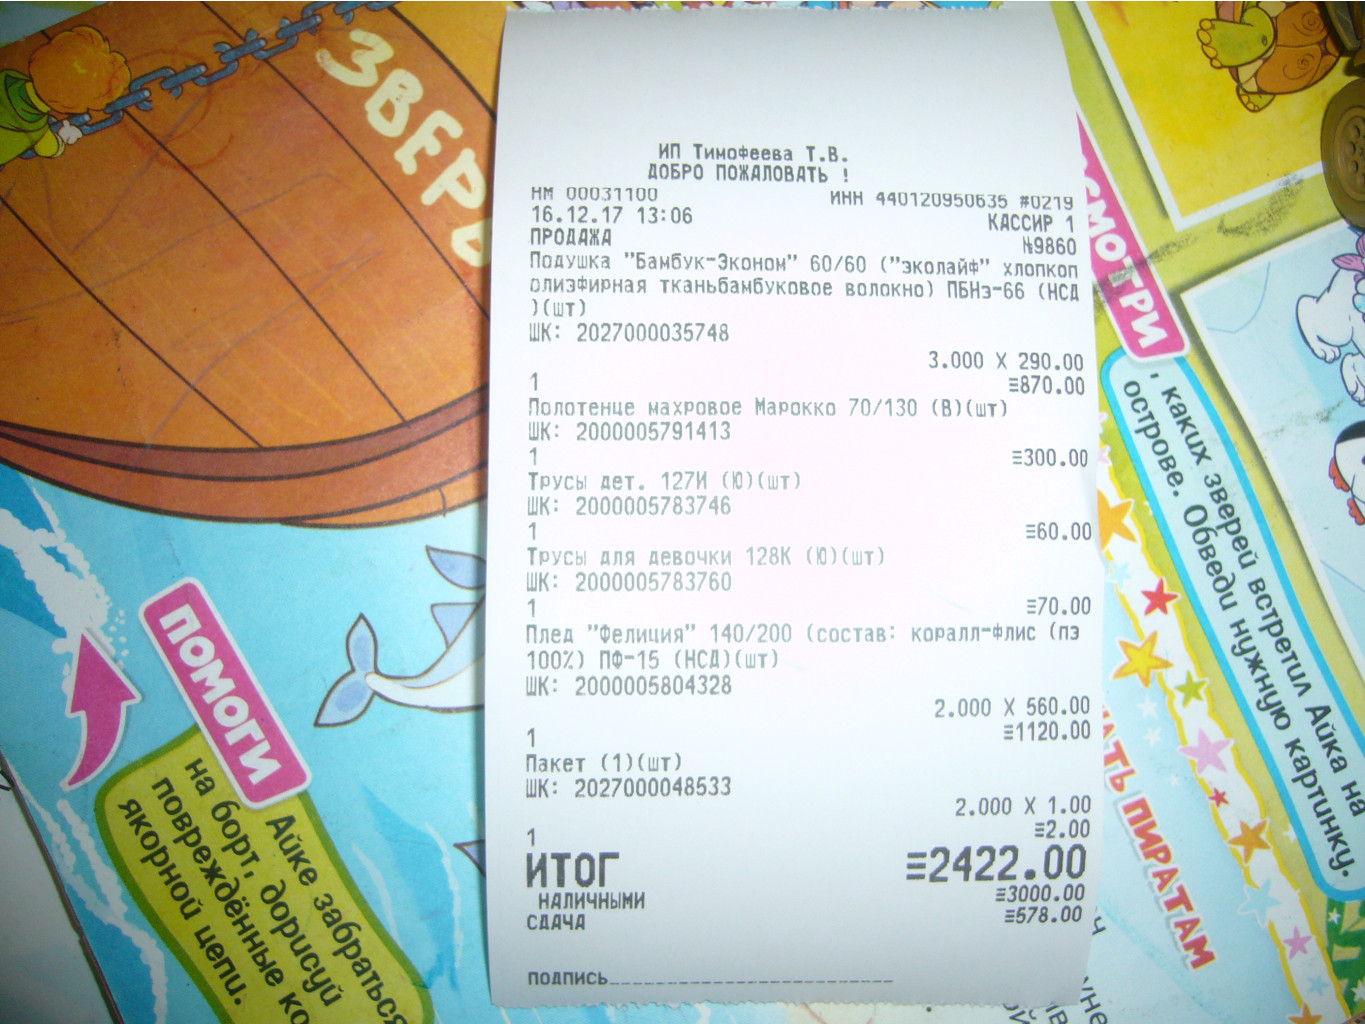 ЗВЕРЬ
ИП Тимофеева Т.В.
ДОБРО ПОЖАЛОВАТЬ !
НМ 00031100 ИНН 440120950635 #0219
16.12.17 13:06 КАССИР 1
ПРОДАЖА №9860
Подушка "Бамбук-Эконом" 60/60 ("эколайф" хлопкоп
олиэфирная тканьбамбуковое волокно) ПБНэ-66 (НСД
)(шт)
ШК: 2027000035748
3.000 X 290.00
1 ≡870.00
Полотенце махровое Марокко 70/130 (В)(шт)
ШК: 2000005791413
1 ≡300.00
Трусы дет. 127И (Ю)(шт)
ШК: 2000005783746
1 ≡60.00
Трусы для девочки 128К (Ю)(шт)
ШК: 2000005783760
1 ≡70.00
Плед "Фелиция" 140/200 (состав: коралл-флис (пэ
100%) ПФ-15 (НСД)(шт)
ШК: 2000005804328
2.000 X 560.00
1 ≡1120.00
Пакет (1)(шт)
ШК: 2027000048533
2.000 X 1.00
1 ≡2.00
ИТОГ ≡2422.00
НАЛИЧНЫМИ ≡3000.00
СДАЧА ≡578.00
ПОДПИСЬ
ПОМОГИ
Айке забраться
на борт, дорисуй
повреждённые ко
якорной цепи.
ОСМОТРИ
, каких зверей встретил Айка на
острове. Обведи нужную картинку.
АТЬ ПИРАТАМ